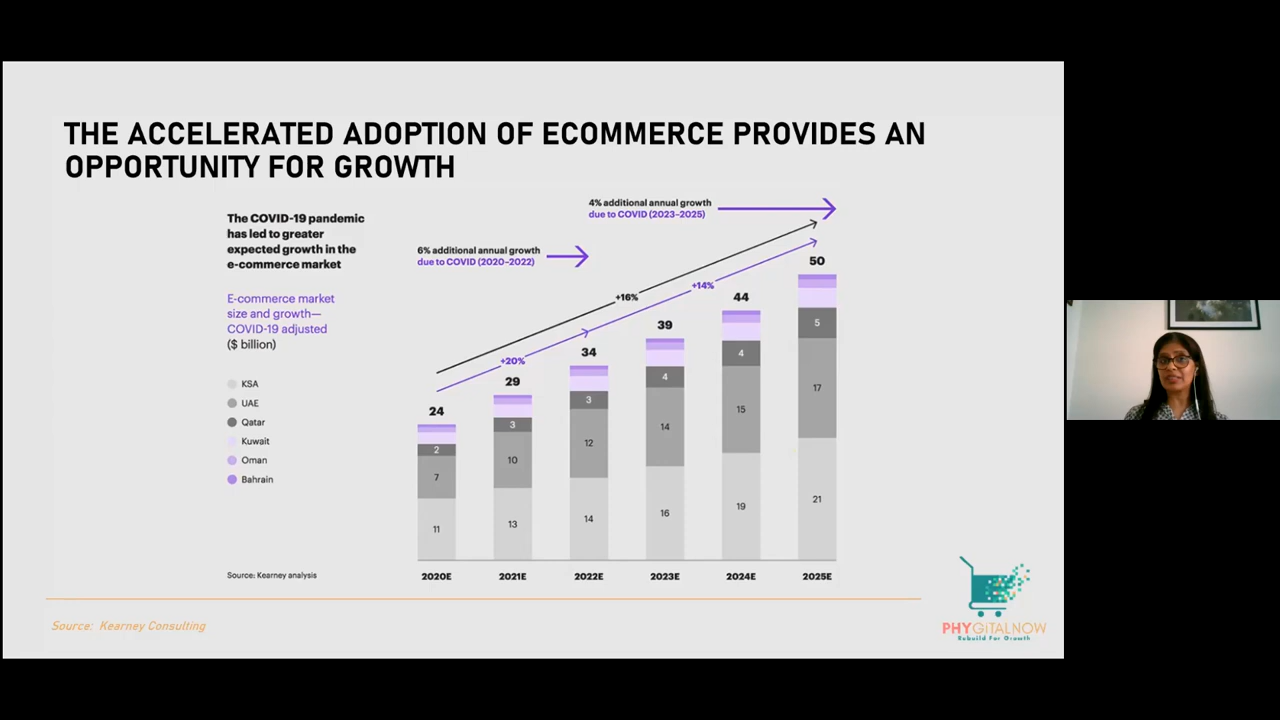 THE ACCELERATED ADOPTION OF ECOMMERCE PROVIDES AN
OPPORTUNITY FOR GROWTH
The COVID-19 pandemic
has led to greater
expected growth in the
e-commerce market
E-commerce market
size and growth—
COVID-19 adjusted
($ billion)
KSA
UAE
Qatar
Kuwait
Oman
Bahrain
4% additional annual growth
due to COVID (2023–2025)
6% additional annual growth
due to COVID (2020–2022)
+16%
+14%
+20%
24
2
7
11
29
3
10
13
34
3
12
14
39
4
14
16
44
4
15
19
50
5
17
21
2020E
2021E
2022E
2023E
2024E
2025E
Source: Kearney analysis
Source: Kearney Consulting
PHYGITALNOW
Rebuild For Growth